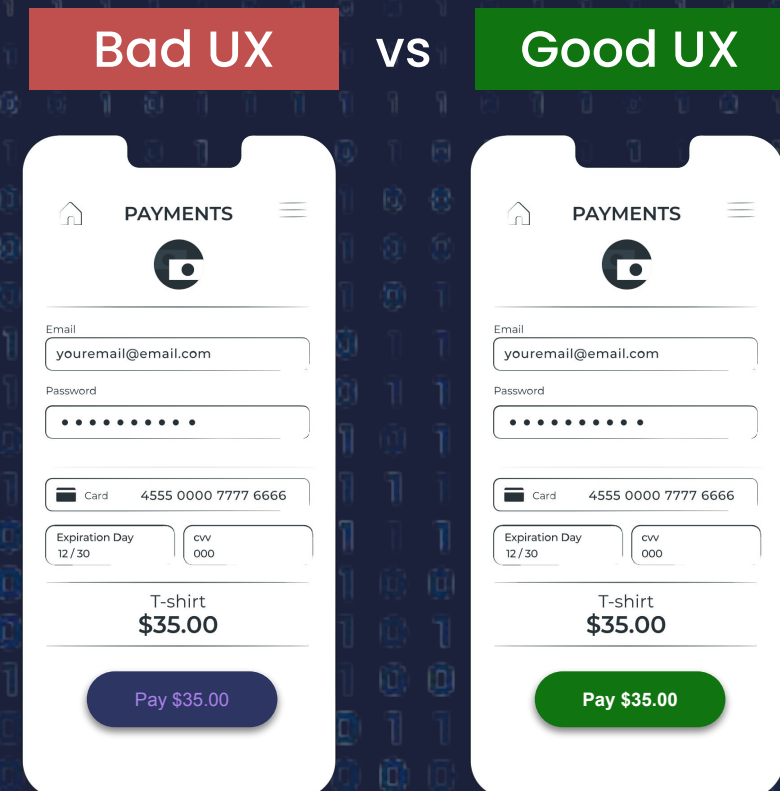 Bad UX vs Good UX
PAYMENTS
Email
youremail@email.com
Password
Card 4555 0000 7777 6666
Expiration Day
12 / 30
cvv
000
T-shirt
$35.00
Pay $35.00
PAYMENTS
Email
youremail@email.com
Password
Card 4555 0000 7777 6666
Expiration Day
12 / 30
cvv
000
T-shirt
$35.00
Pay $35.00